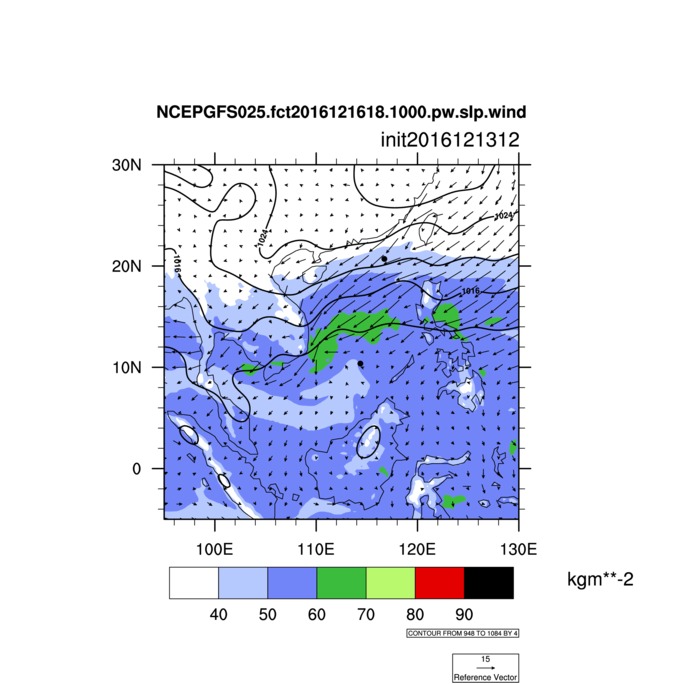 NCEPGFS025.fct2016121618.1000.pw.slp.wind
init2016121312
30N
1024
1024
20N
1016
1016
10N
0
100E 110E 120E 130E
kgm**-2
40 50 60 70 80 90
CONTOUR FROM 948 TO 1084 BY 4
15
Reference Vector